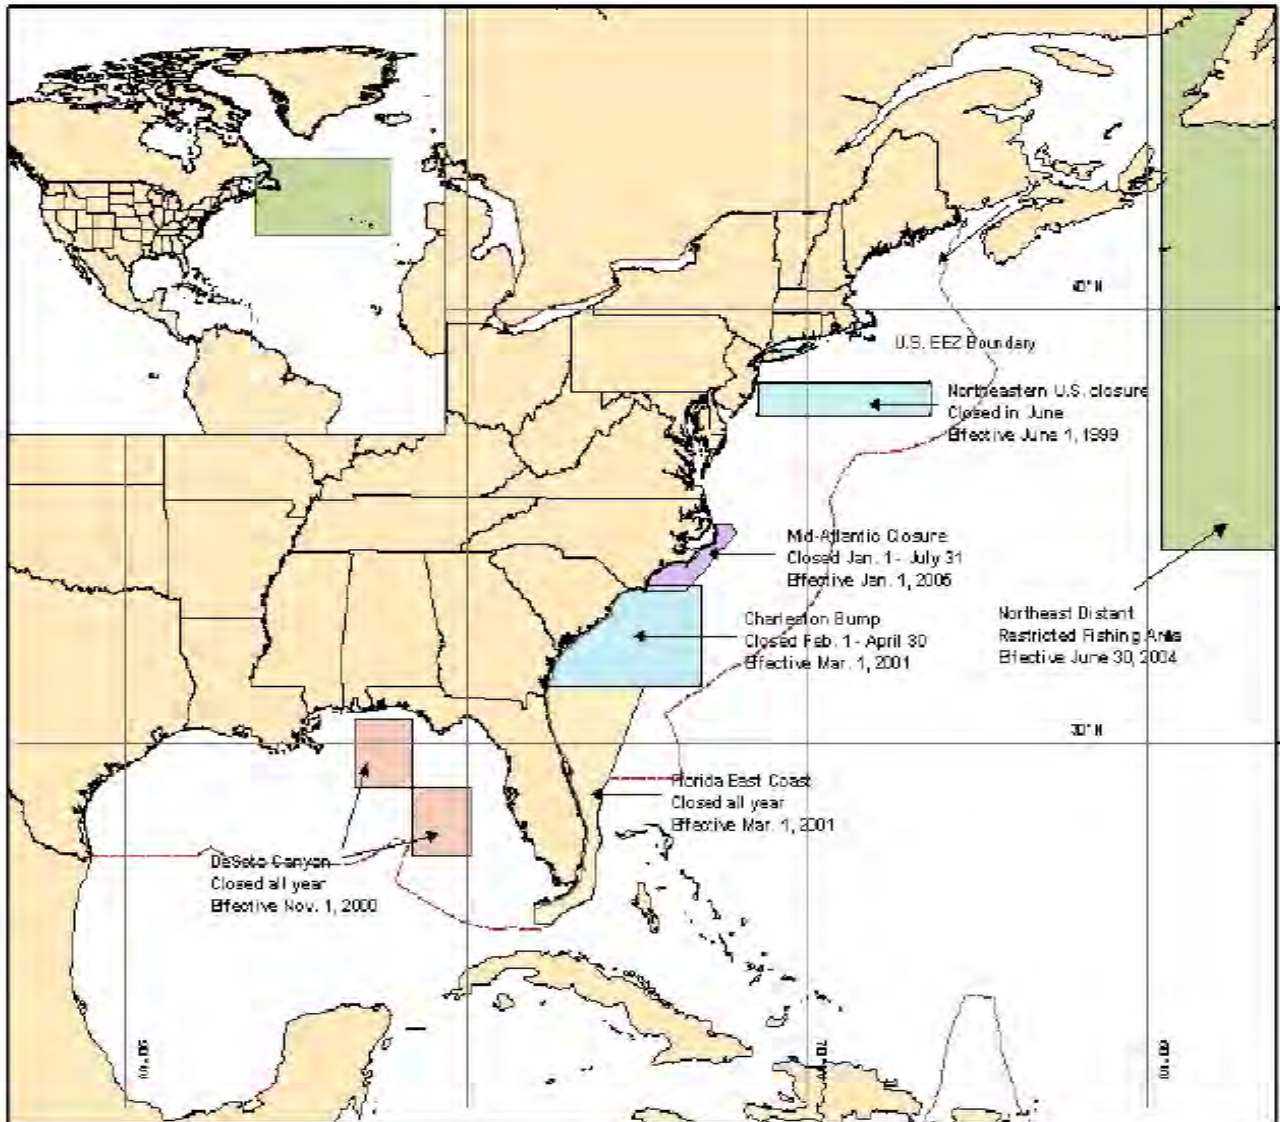 40° N
U.S. EEZ Boundary
Northeastern U.S. closure
Closed in June
Effective June 1, 1999
Mid-Atlantic Closure
Closed Jan. 1 - July 31
Effective Jan. 1, 2005
Northeast Distant
Restricted Fishing Area
Effective June 30, 2004
Charleston Bump
Closed Feb. 1 - April 30
Effective Mar. 1, 2001
30° N
Florida East Coast
Closed all year
Effective Mar. 1, 2001
DeSoto Canyon
Closed all year
Effective Nov. 1, 2000